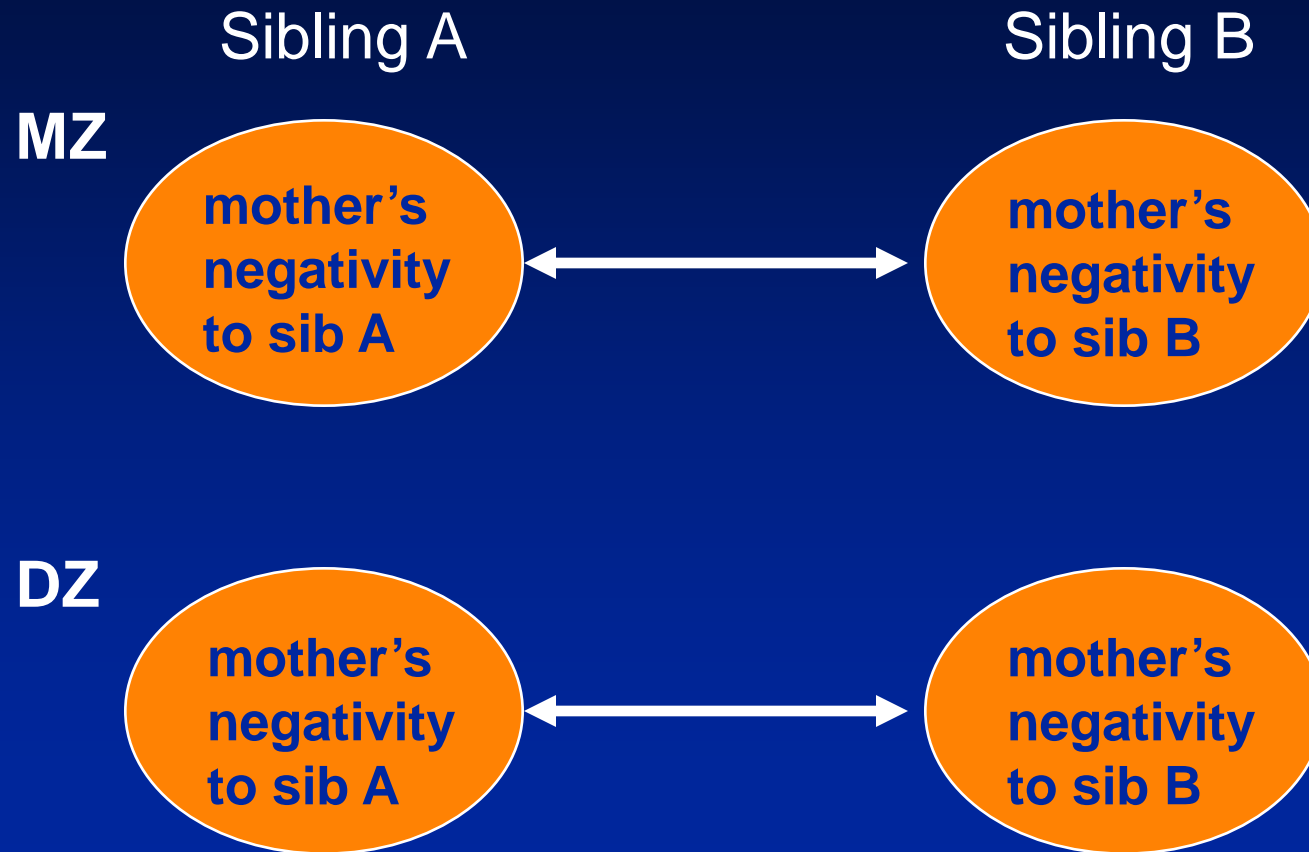 Sibling A
Sibling B
MZ
mother’s
negativity
to sib A
mother’s
negativity
to sib B
DZ
mother’s
negativity
to sib A
mother’s
negativity
to sib B